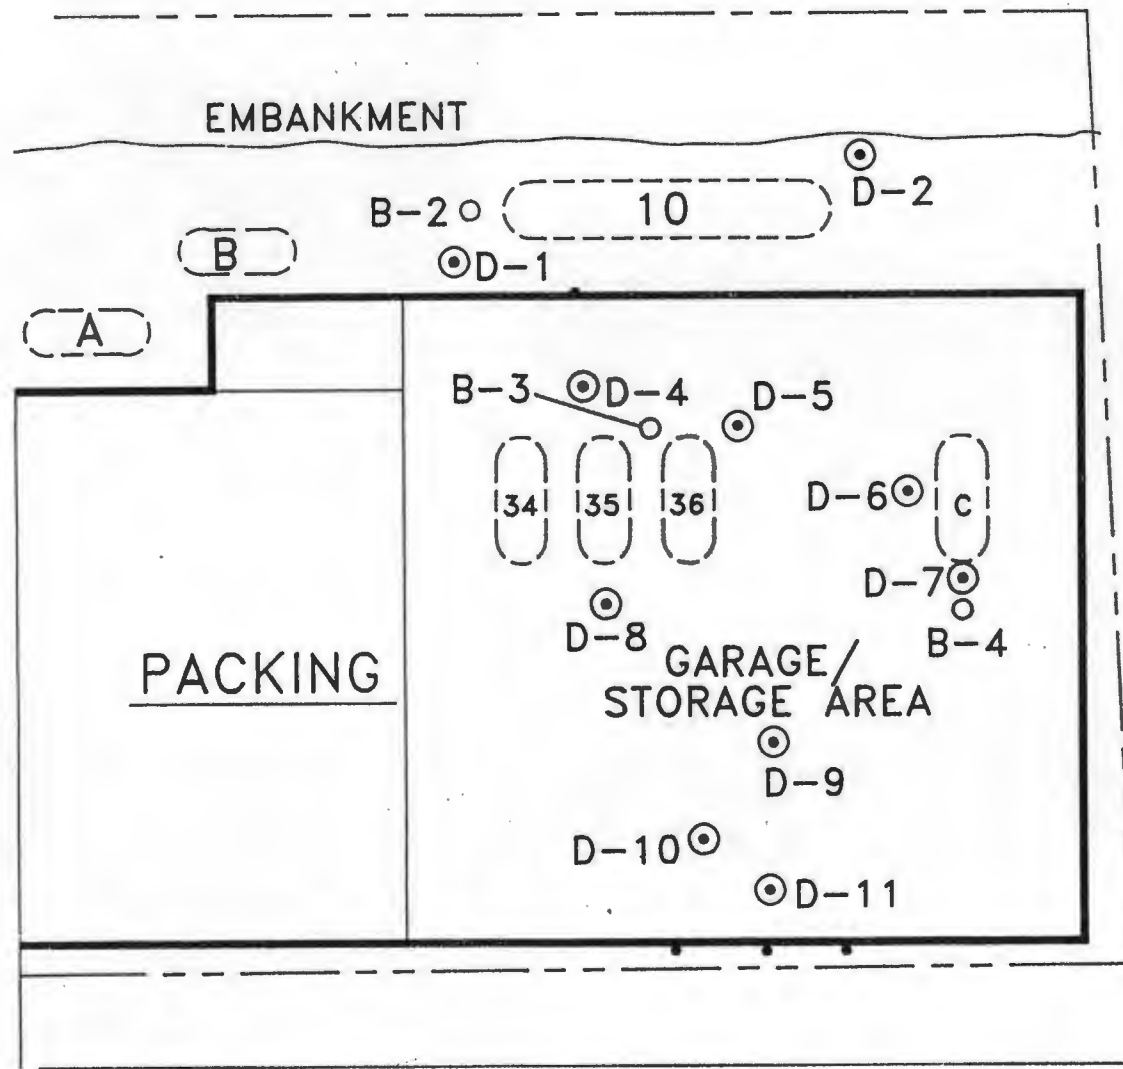 EMBANKMENT
D-2
B-2
10
B
D-1
A
B-3
D-4
D-5
34
35
36
D-6
C
D-7
D-8
B-4
GARAGE/
STORAGE AREA
PACKING
D-9
D-10
D-11